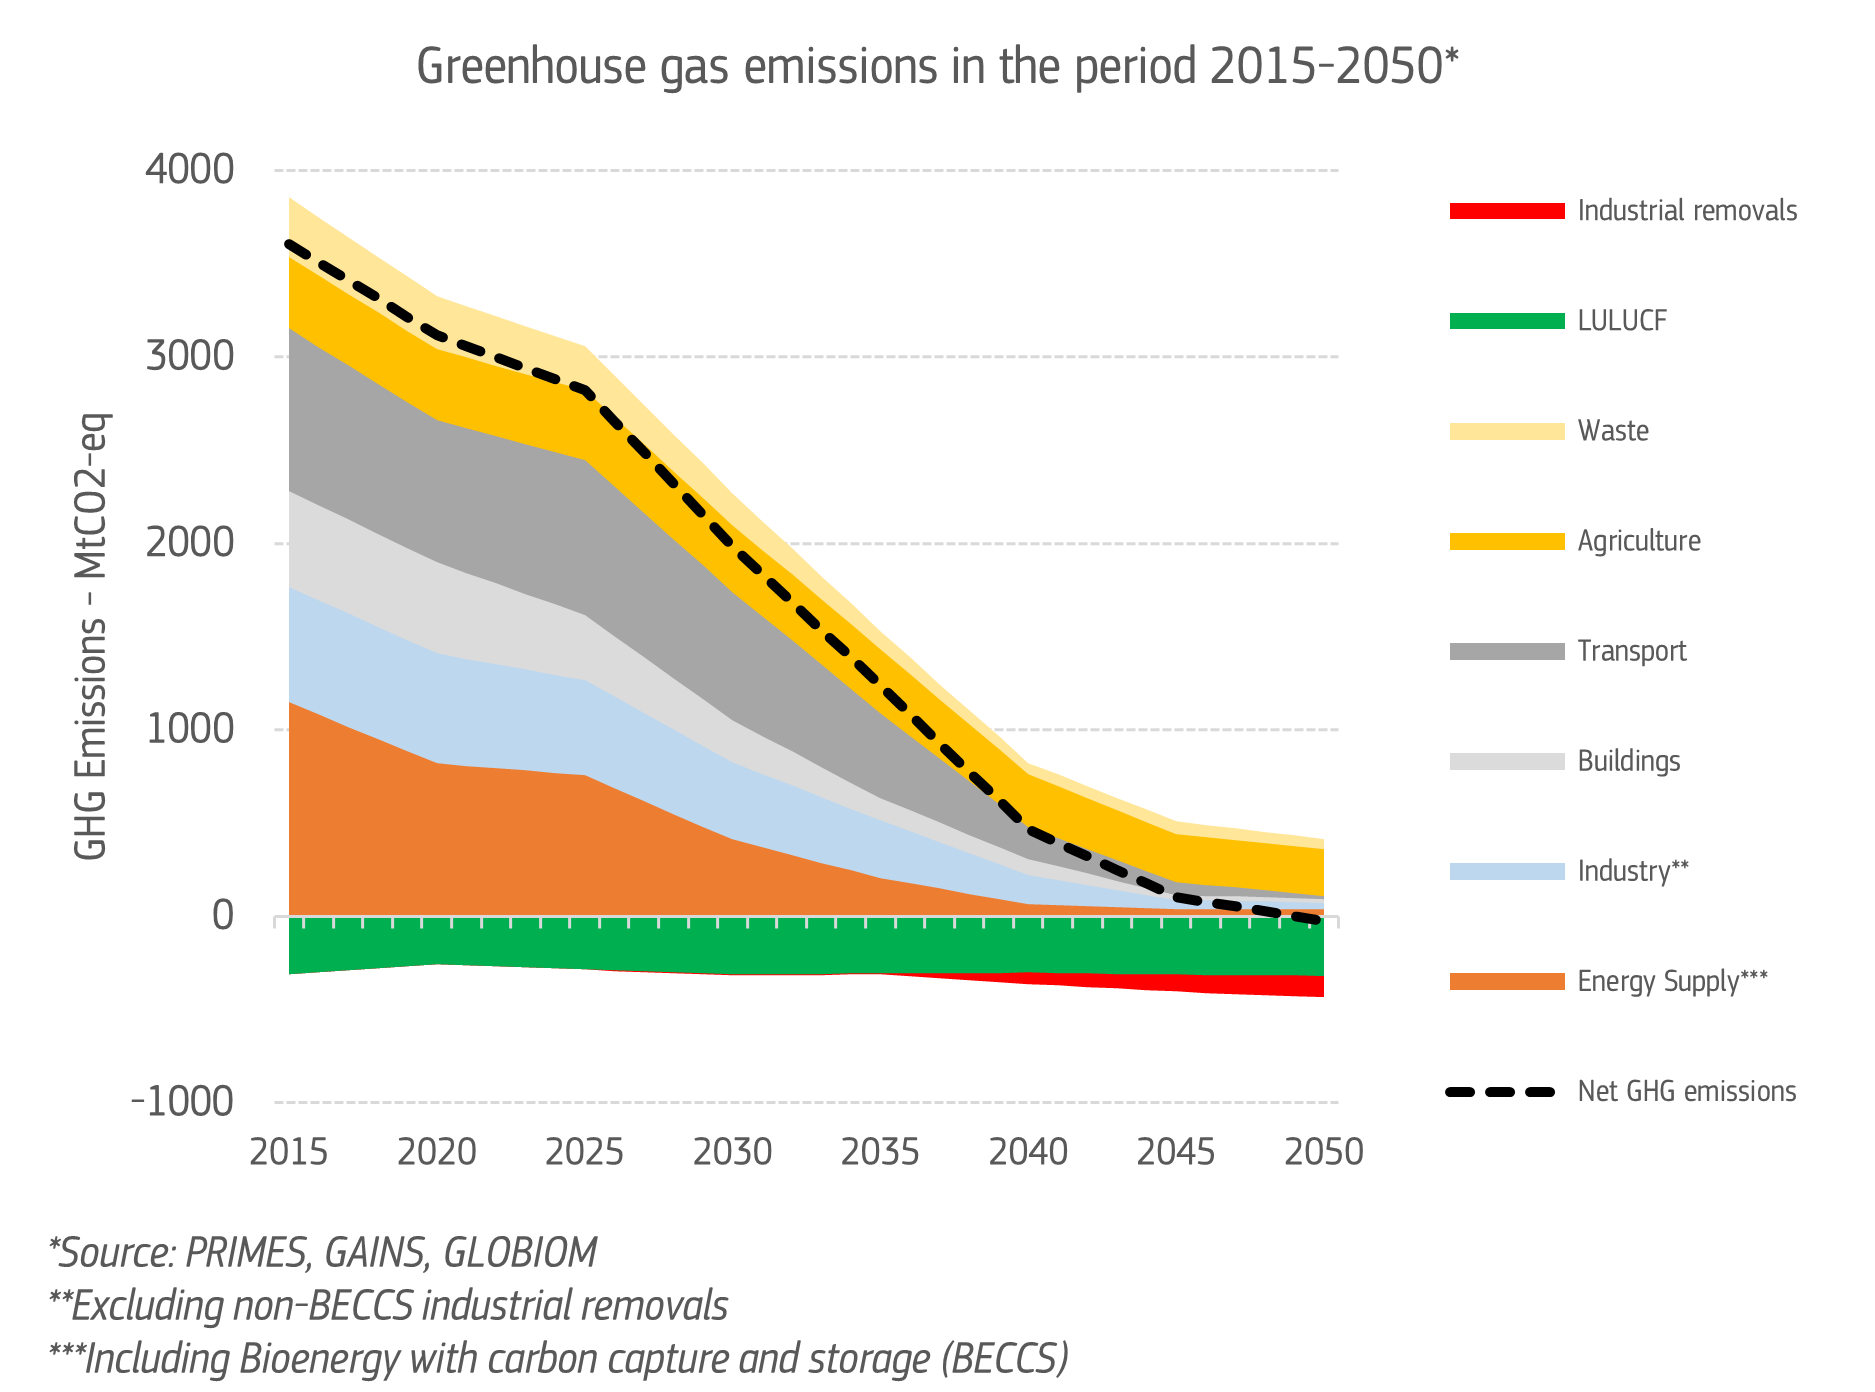 Greenhouse gas emissions in the period 2015-2050*
GHG Emissions - MtCO2-eq
4000
3000
2000
1000
0
-1000
2015 2020 2025 2030 2035 2040 2045 2050
Industrial removals
LULUCF
Waste
Agriculture
Transport
Buildings
Industry**
Energy Supply***
Net GHG emissions
*Source: PRIMES, GAINS, GLOBIOM
**Excluding non-BECCS industrial removals
***Including Bioenergy with carbon capture and storage (BECCS)